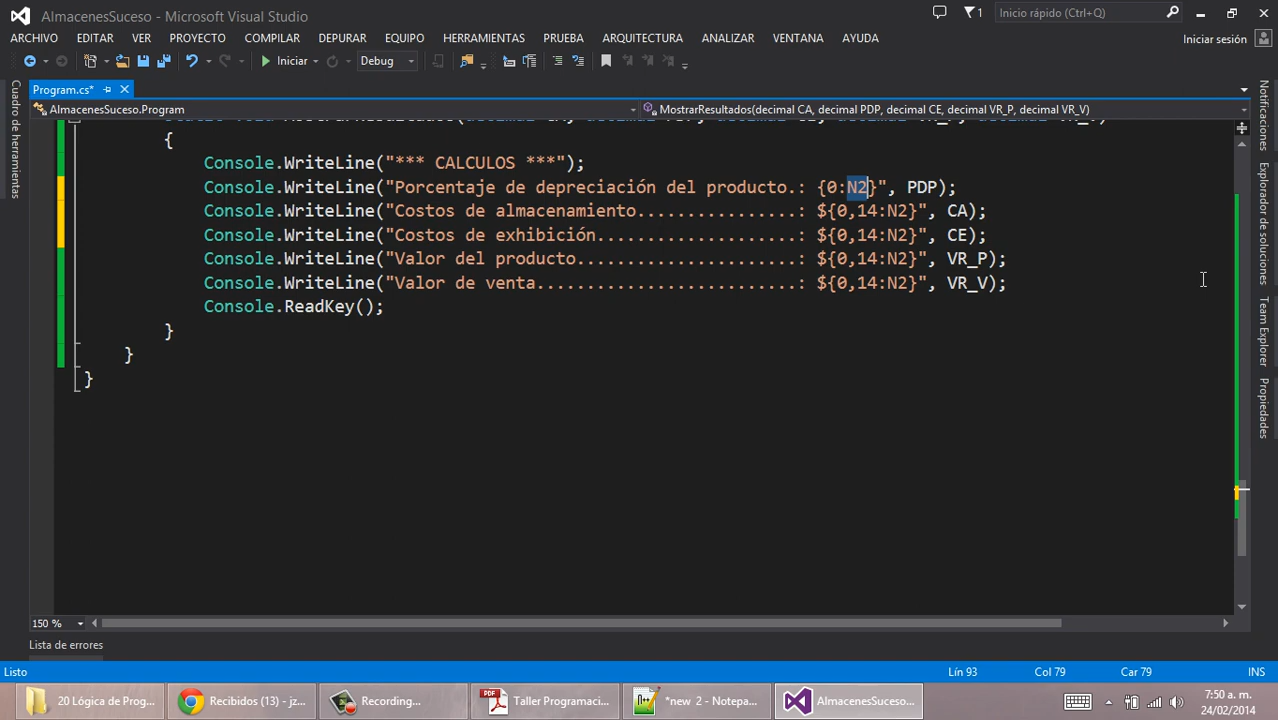 AlmacenesSuceso - Microsoft Visual Studio
1
Inicio rápido (Ctrl+Q)
ARCHIVO EDITAR VER PROYECTO COMPILAR DEPURAR EQUIPO HERRAMIENTAS PRUEBA ARQUITECTURA ANALIZAR VENTANA AYUDA
Iniciar sesión
Iniciar
Debug
Program.cs*
AlmacenesSuceso.Program
MostrarResultados(decimal CA, decimal PDP, decimal CE, decimal VR_P, decimal VR_V)
{
Console.WriteLine("*** CALCULOS ***");
Console.WriteLine("Porcentaje de depreciación del producto.: {0:N2}", PDP);
Console.WriteLine("Costos de almacenamiento................: ${0,14:N2}", CA);
Console.WriteLine("Costos de exhibición....................: ${0,14:N2}", CE);
Console.WriteLine("Valor del producto......................: ${0,14:N2}", VR_P);
Console.WriteLine("Valor de venta..........................: ${0,14:N2}", VR_V);
Console.ReadKey();
}
}
}
Cuadro de herramientas
Notificaciones
Explorador de soluciones
Team Explorer
Propiedades
150 %
Lista de errores
Listo
Lín 93
Col 79
Car 79
INS
20 Lógica de Prog...
Recibidos (13) - jz...
Recording...
PDF
Taller Programaci...
*new 2 - Notepa...
AlmacenesSuceso...
7:50 a. m.
24/02/2014